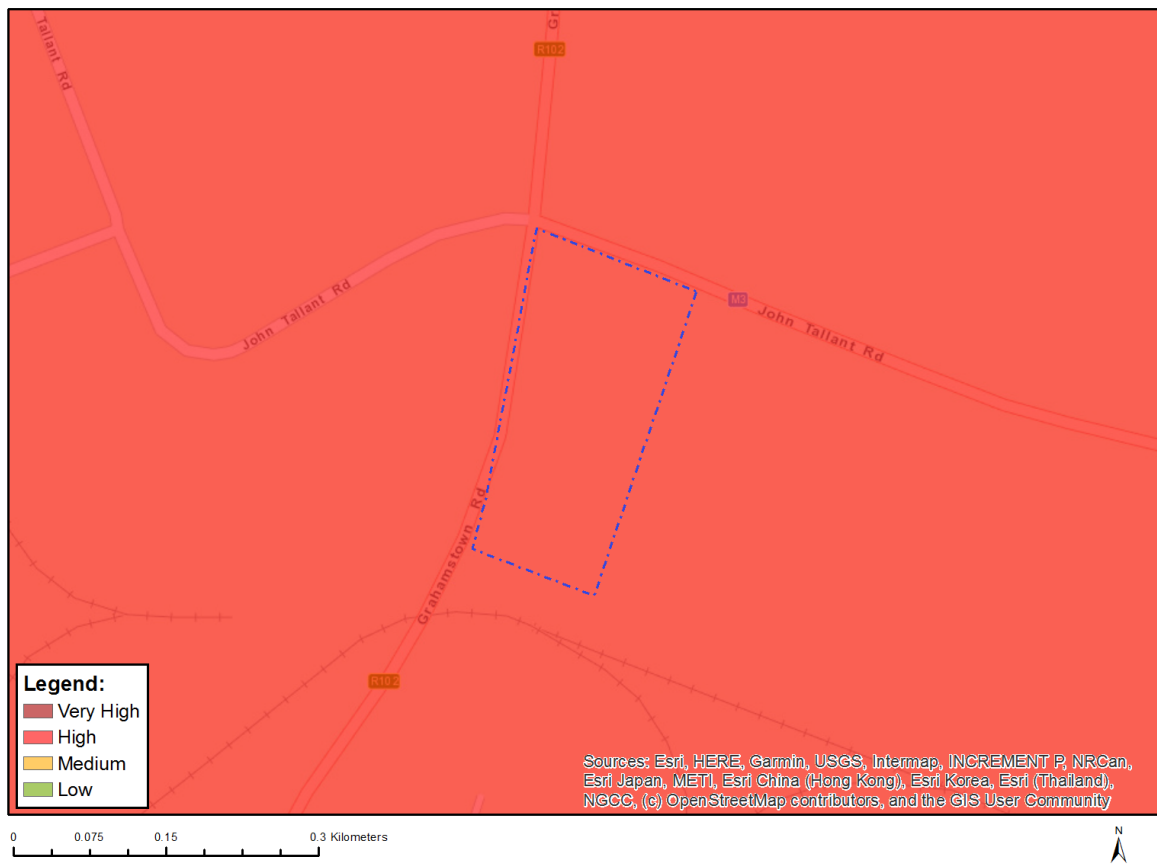 Tallant Rd
Gr
R102
John Tallant Rd
M3
John Tallant Rd
Grahamstown Rd
R102
Legend:
Very High
High
Medium
Low
Sources: Esri, HERE, Garmin, USGS, Intermap, INCREMENT P, NRCan,
Esri Japan, METI, Esri China (Hong Kong), Esri Korea, Esri (Thailand),
NGCC, (c) OpenStreetMap contributors, and the GIS User Community
0 0.075 0.15 0.3 Kilometers
N